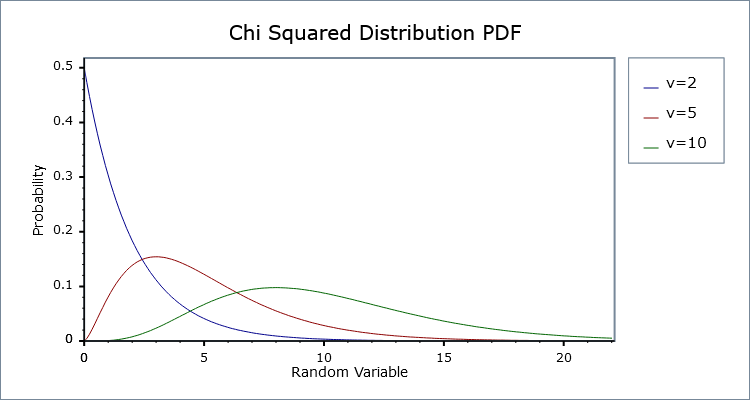 Chi Squared Distribution PDF
0.5
0.4
0.3
0.2
0.1
0
Probability
0 5 10 15 20
Random Variable
v=2
v=5
v=10